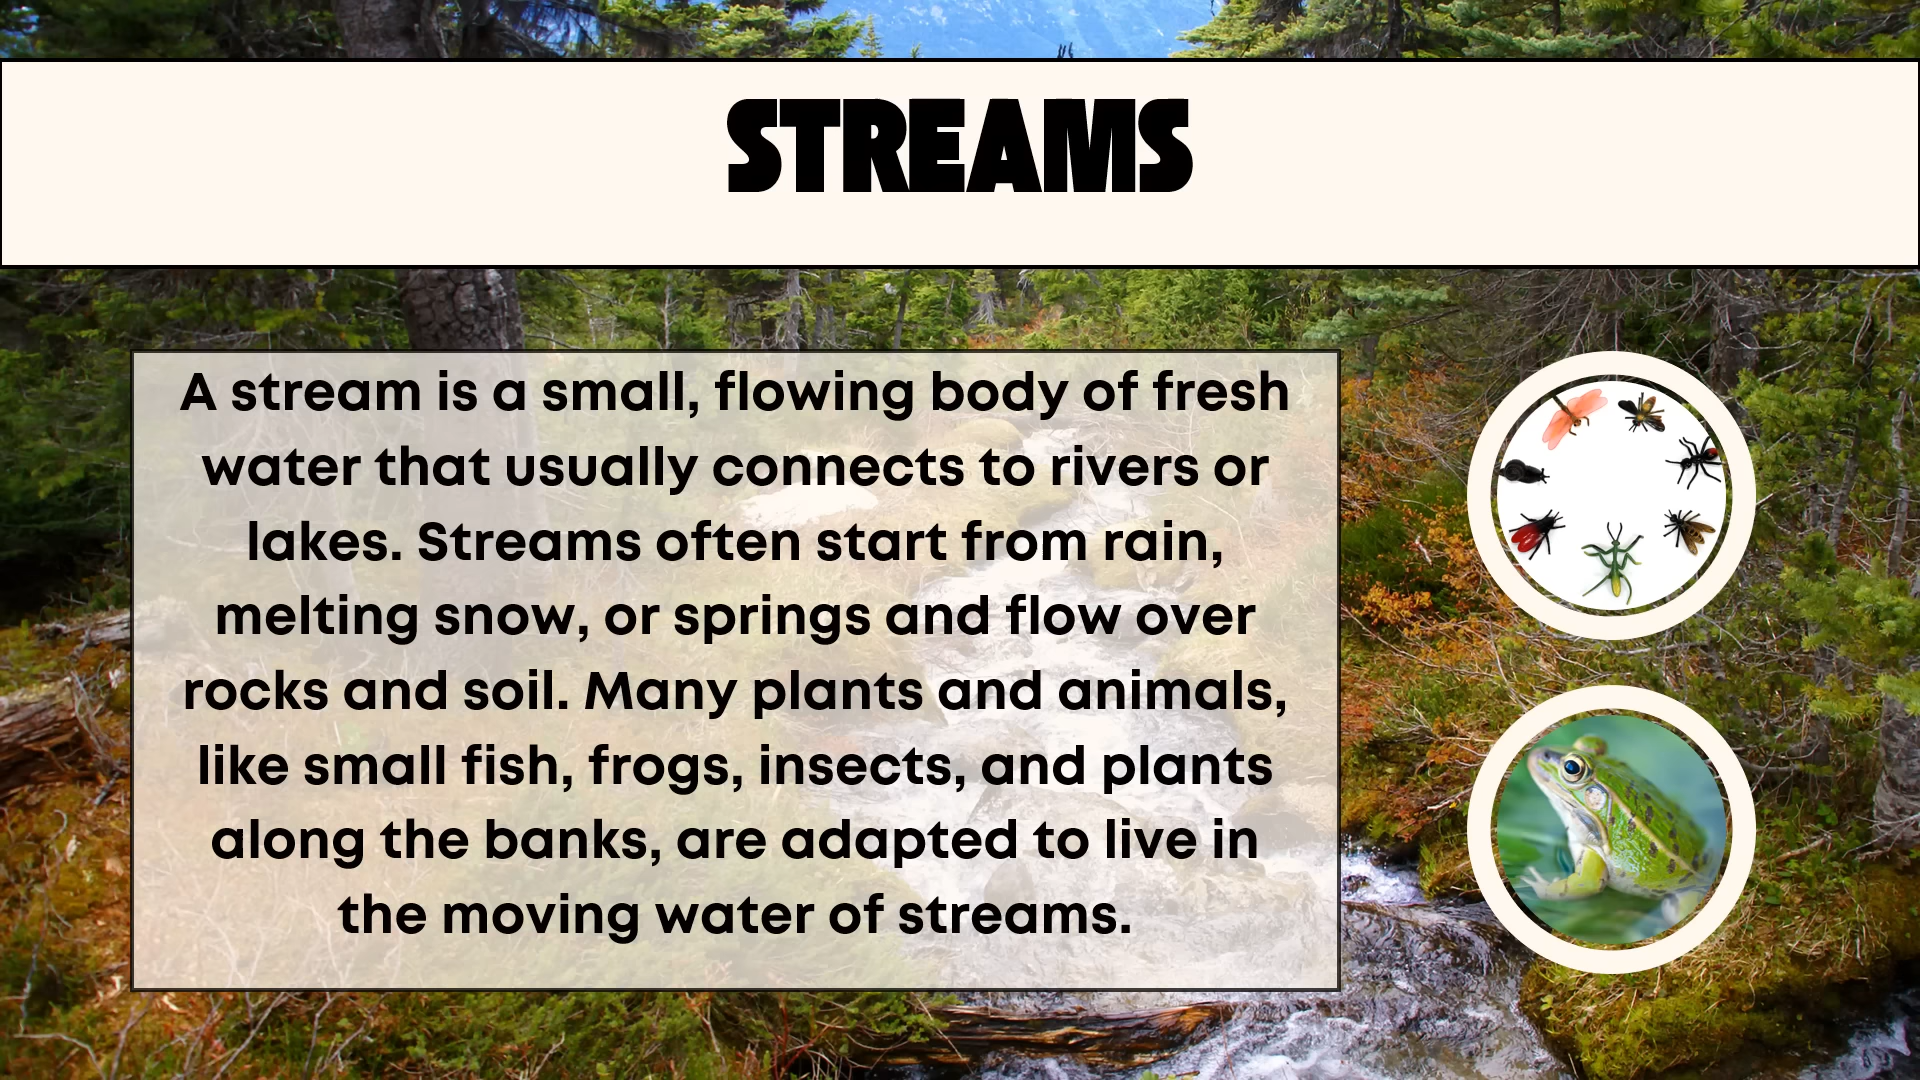 STREAMS
A stream is a small, flowing body of fresh
water that usually connects to rivers or
lakes. Streams often start from rain,
melting snow, or springs and flow over
rocks and soil. Many plants and animals,
like small fish, frogs, insects, and plants
along the banks, are adapted to live in
the moving water of streams.